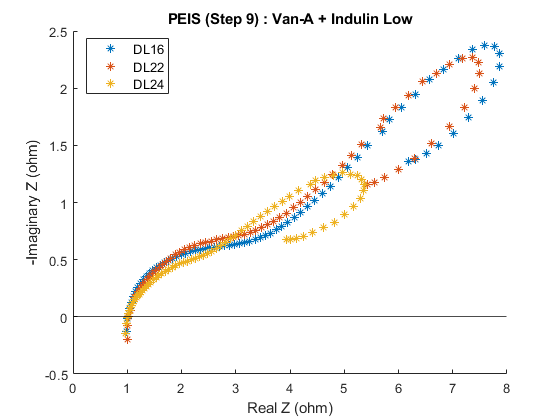 PEIS (Step 9) : Van-A + Indulin Low
2.5
DL16
DL22
DL24
2
1.5
1
0.5
0
-0.5
-Imaginary Z (ohm)
0 1 2 3 4 5 6 7 8
Real Z (ohm)